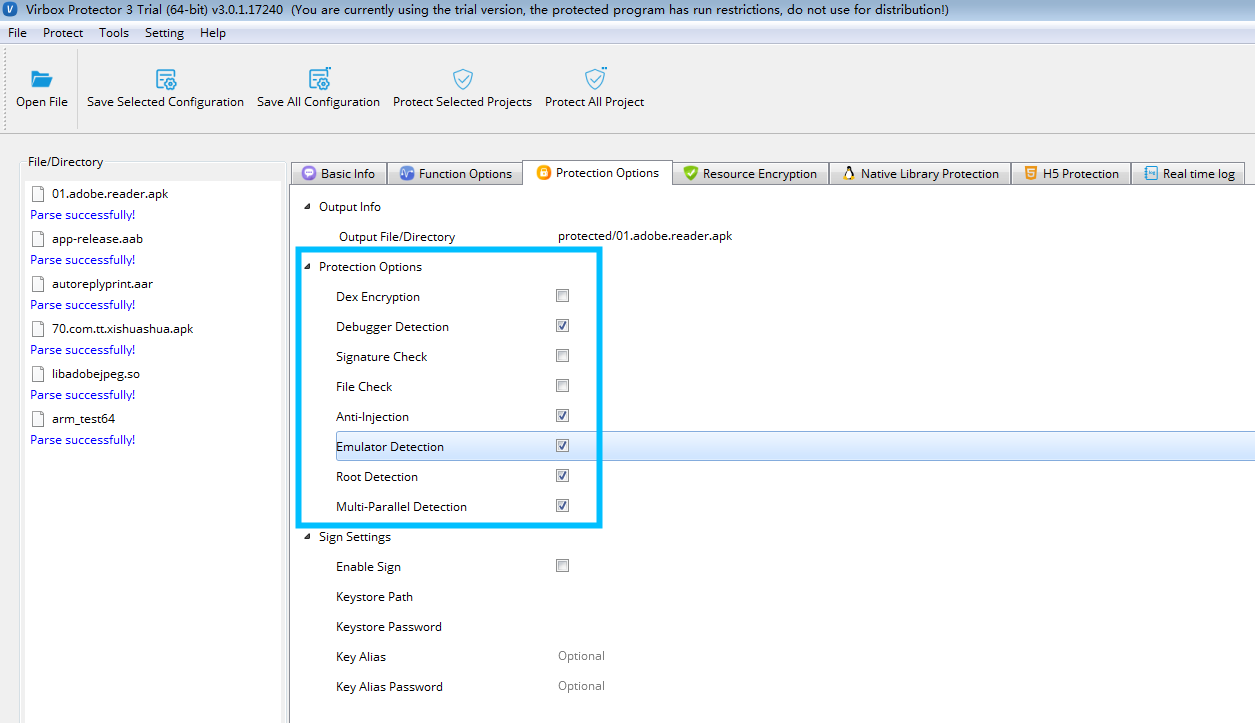 Virbox Protector 3 Trial (64-bit) v3.0.1.17240 (You are currently using the trial version, the protected program has run restrictions, do not use for distribution!)
File Protect Tools Setting Help
Open File Save Selected Configuration Save All Configuration Protect Selected Projects Protect All Project
File/Directory
01.adobe.reader.apk
Parse successfully!
app-release.aab
Parse successfully!
autoreplyprint.aar
Parse successfully!
70.com.tt.xishuashua.apk
Parse successfully!
libadobejpeg.so
Parse successfully!
arm_test64
Parse successfully!
Basic Info Function Options Protection Options Resource Encryption Native Library Protection H5 Protection Real time log
Output Info
Output File/Directory protected/01.adobe.reader.apk
Protection Options
Dex Encryption
Debugger Detection
Signature Check
File Check
Anti-Injection
Emulator Detection
Root Detection
Multi-Parallel Detection
Sign Settings
Enable Sign
Keystore Path
Keystore Password
Key Alias Optional
Key Alias Password Optional